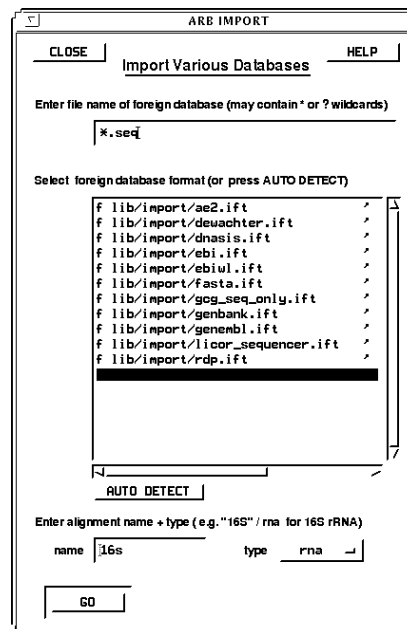 ARB IMPORT
CLOSE HELP
Import Various Databases
Enter file name of foreign database (may contain * or ? wildcards)
*.seq
Select foreign database format (or press AUTO DETECT)
f lib/import/ae2.ift
f lib/import/dewachter.ift
f lib/import/dnasis.ift
f lib/import/ebi.ift
f lib/import/ebiwl.ift
f lib/import/fasta.ift
f lib/import/gcg_seq_only.ift
f lib/import/genbank.ift
f lib/import/genembl.ift
f lib/import/licor_sequencer.ift
f lib/import/rdp.ift
AUTO DETECT
Enter alignment name + type ( e.g. "16S" / rna for 16S rRNA)
name 16s type rna
GO